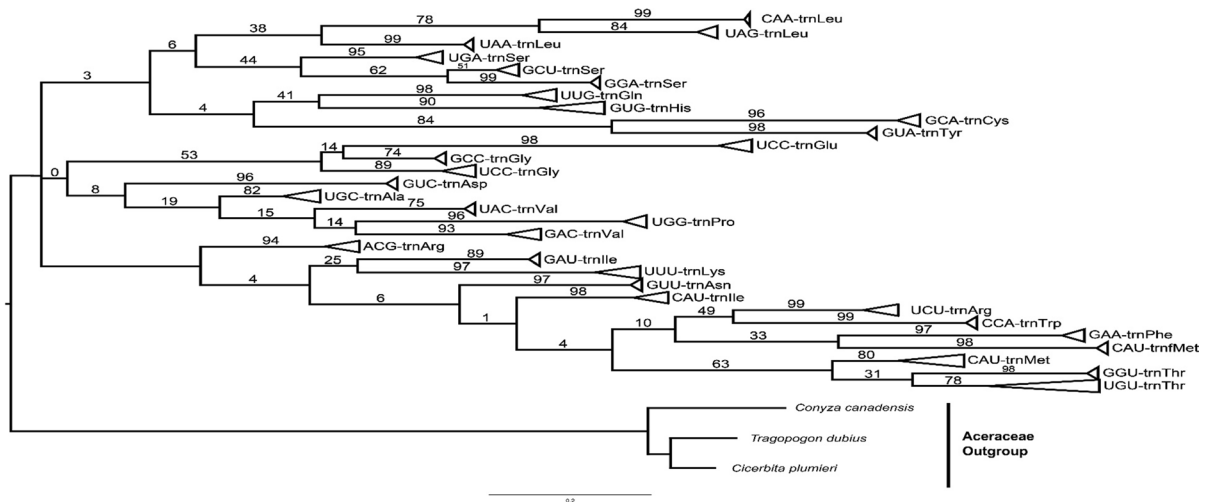 99
CAA-trnLeu
78
84
UAG-trnLeu
38
99
UAA-trnLeu
6
95
UGA-trnSer
44
51
GCU-trnSer
62
99
GGA-trnSer
3
98
UUG-trnGln
41
90
GUG-trnHis
4
96
GCA-trnCys
84
98
GUA-trnTyr
98
UCC-trnGlu
14
74
GCC-trnGly
53
89
UCC-trnGly
0
96
GUC-trnAsp
8
82
UGC-trnAla
19
75
UAC-trnVal
15
96
UGG-trnPro
14
93
GAC-trnVal
94
ACG-trnArg
89
GAU-trnIle
25
97
UUU-trnLys
4
97
GUU-trnAsn
6
98
CAU-trnIle
1
99
UCU-trnArg
49
99
CCA-trnTrp
10
97
GAA-trnPhe
33
98
CAU-trnfMet
4
80
CAU-trnMet
63
98
GGU-trnThr
31
78
UGU-trnThr
Conyza canadensis
Tragopogon dubius
Cicerbita plumieri
Aceraceae
Outgroup
0.2